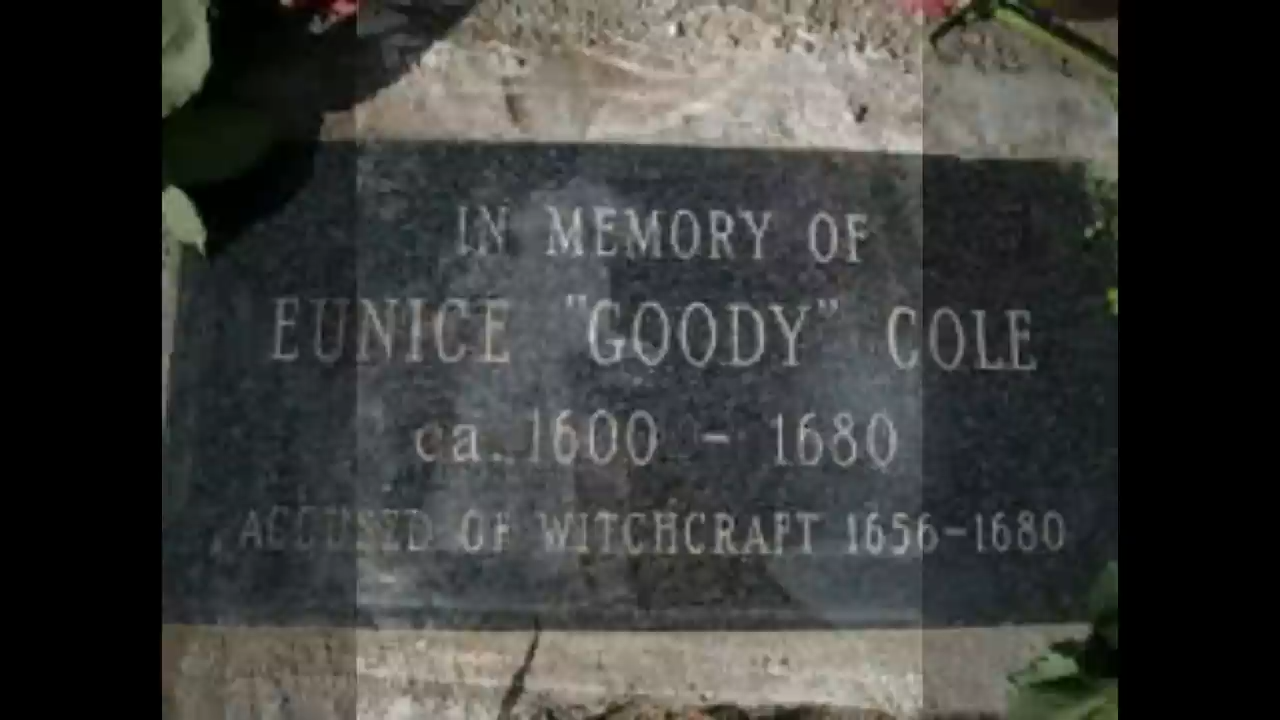 IN MEMORY OF
EUNICE "GOODY" COLE
ca. 1600 - 1680
ACCUSED OF WITCHCRAFT 1656-1680